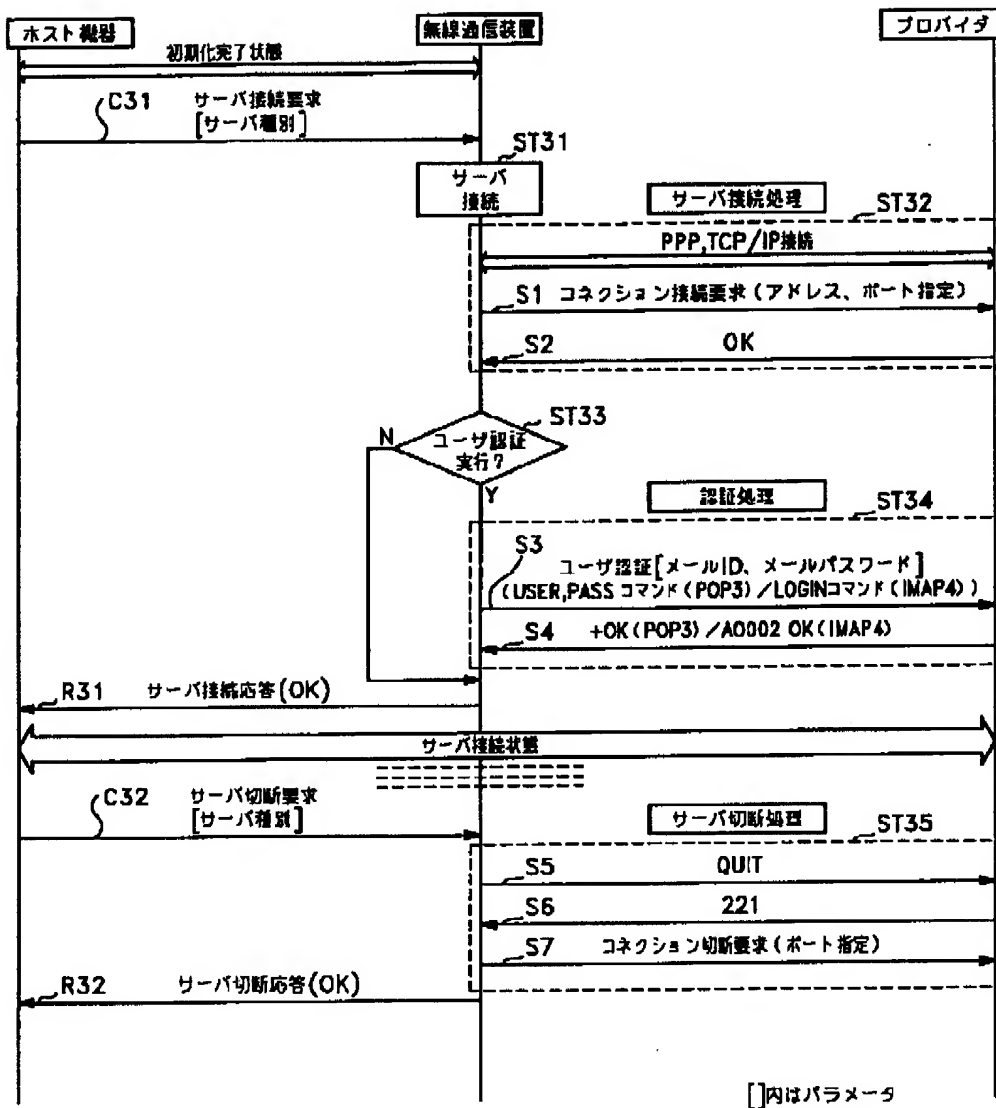 ホスト機器
無線通信装置
プロバイダ
初期化完了状態
C31
サーバ接続要求
[サーバ種別]
ST31
サーバ
接続
サーバ接続処理
ST32
PPP,TCP/IP接続
S1 コネクション接続要求(アドレス、ポート指定)
S2 OK
ST33
N
ユーザ認証
実行?
Y
認証処理
ST34
S3
ユーザ認証[メールID、メールパスワード]
(USER,PASS コマンド(POP3)/LOGINコマンド(IMAP4))
S4 +OK(POP3)/A0002 OK(IMAP4)
R31 サーバ接続応答(OK)
サーバ接続状態
C32
サーバ切断要求
[サーバ種別]
サーバ切断処理
ST35
S5 QUIT
S6 221
S7 コネクション切断要求(ポート指定)
R32 サーバ切断応答(OK)
[]内はパラメータ